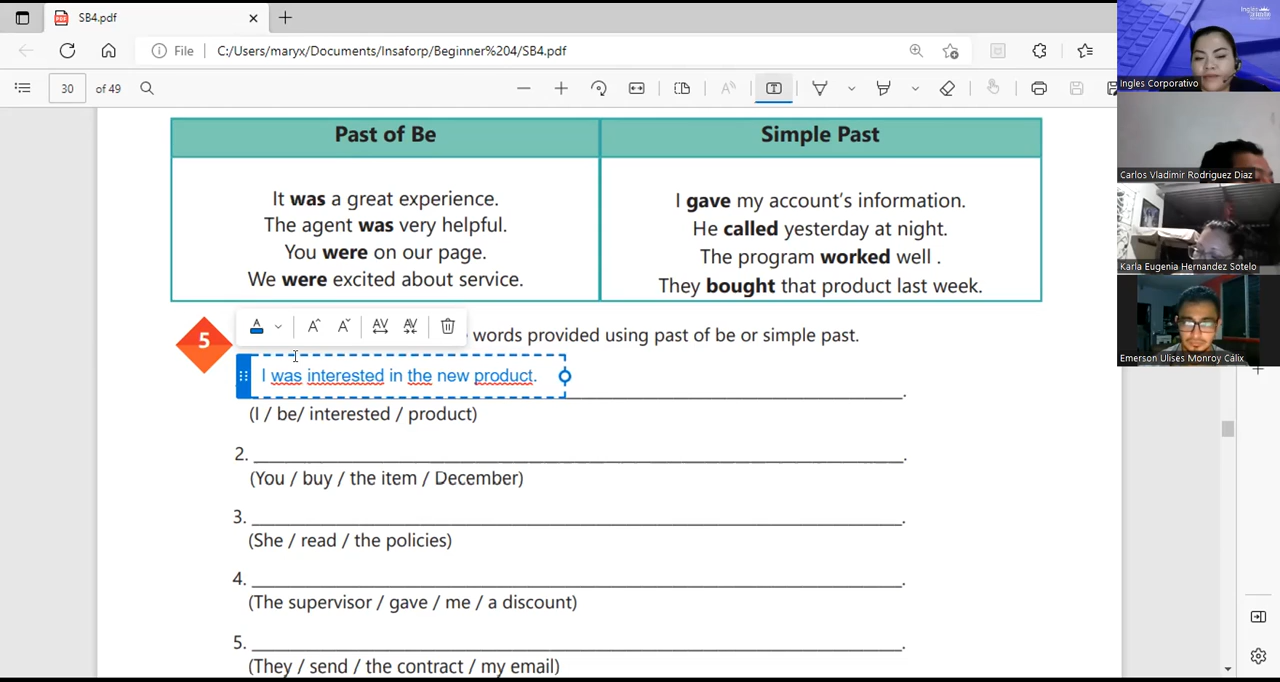 SB4.pdf
File
C:/Users/maryx/Documents/Insaforp/Beginner%204/SB4.pdf
30 of 49
Past of Be
Simple Past
It was a great experience.
The agent was very helpful.
You were on our page.
We were excited about service.
I gave my account's information.
He called yesterday at night.
The program worked well .
They bought that product last week.
5
words provided using past of be or simple past.
I was interested in the new product.
(I / be/ interested / product)
2.
(You / buy / the item / December)
3.
(She / read / the policies)
4.
(The supervisor / gave / me / a discount)
5.
(They / send / the contract / my email)
Ingles Corporativo
Carlos Vladimir Rodriguez Diaz
Karla Eugenia Hernandez Sotelo
Emerson Ulises Monroy Cálix